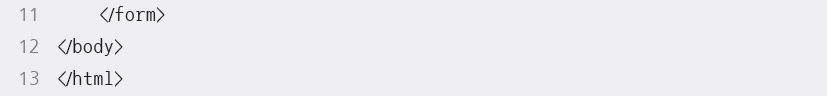 11    </form>
12 </body>
13 </html>